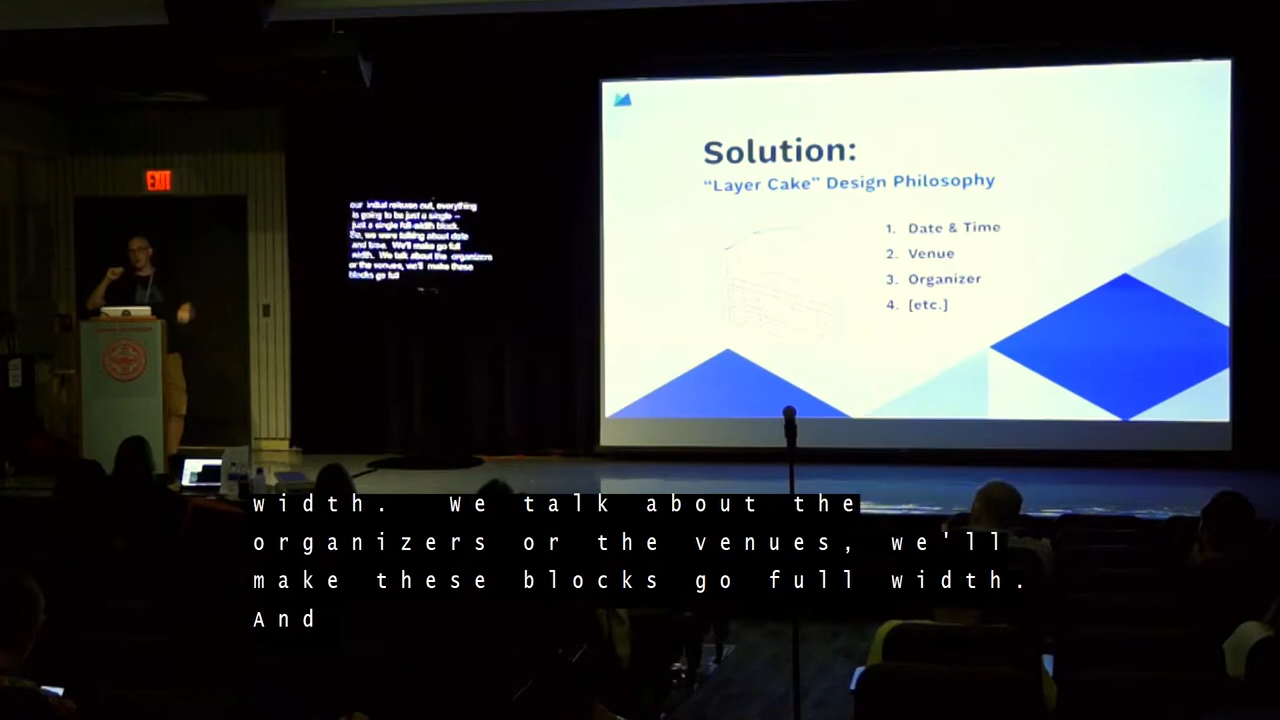 EXIT
our initial release out, everything
is going to be just a single --
just a single full-width block.
So, we were talking about date
and time. We'll make go full
width. We talk about the organizers
or the venues, we'll make these
blocks go full
Solution:
“Layer Cake” Design Philosophy
1. Date & Time
2. Venue
3. Organizer
4. [etc.]
width. We talk about the
organizers or the venues, we'll
make these blocks go full width.
And